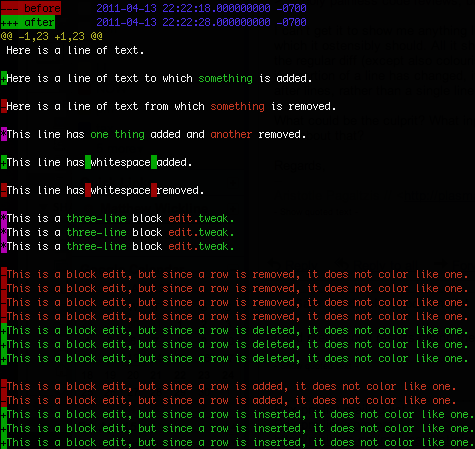 --- before 2011-04-13 22:22:18.000000000 -0700
+++ after 2011-04-13 22:22:28.000000000 -0700
@@ -1,23 +1,23 @@
Here is a line of text.
+Here is a line of text to which something is added.
-Here is a line of text from which something is removed.
*This line has one thing added and another removed.
+This line has whitespace added.
-This line has whitespace removed.
*This is a three-line block edit.tweak.
*This is a three-line block edit.tweak.
*This is a three-line block edit.tweak.
-This is a block edit, but since a row is removed, it does not color like one.
-This is a block edit, but since a row is removed, it does not color like one.
-This is a block edit, but since a row is removed, it does not color like one.
-This is a block edit, but since a row is removed, it does not color like one.
+This is a block edit, but since a row is deleted, it does not color like one.
+This is a block edit, but since a row is deleted, it does not color like one.
+This is a block edit, but since a row is deleted, it does not color like one.
-This is a block edit, but since a row is added, it does not color like one.
-This is a block edit, but since a row is added, it does not color like one.
+This is a block edit, but since a row is inserted, it does not color like one.
+This is a block edit, but since a row is inserted, it does not color like one.
+This is a block edit, but since a row is inserted, it does not color like one.